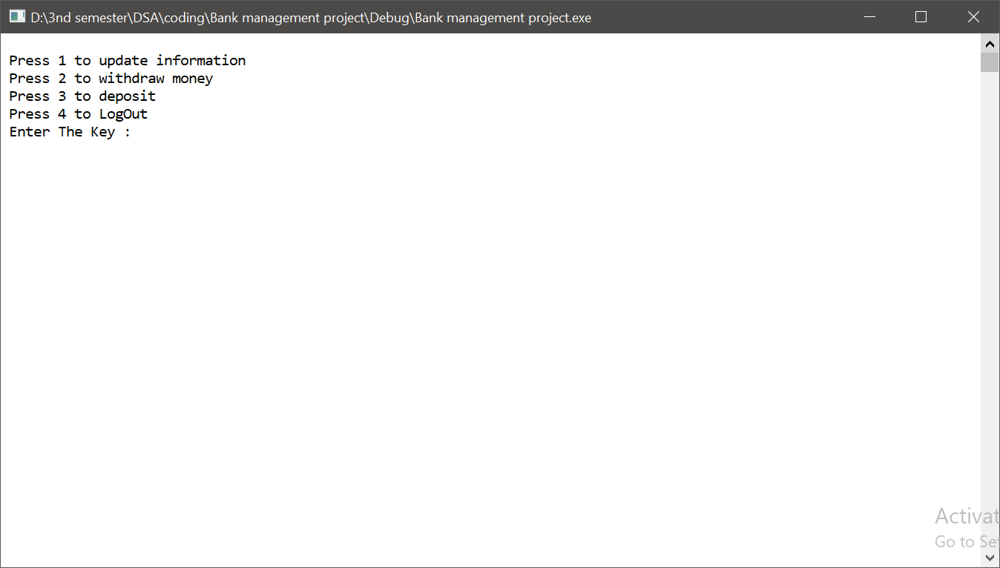 D:\3nd semester\DSA\coding\Bank management project\Debug\Bank management project.exe
Press 1 to update information
Press 2 to withdraw money
Press 3 to deposit
Press 4 to LogOut
Enter The Key :
Activat
Go to Set